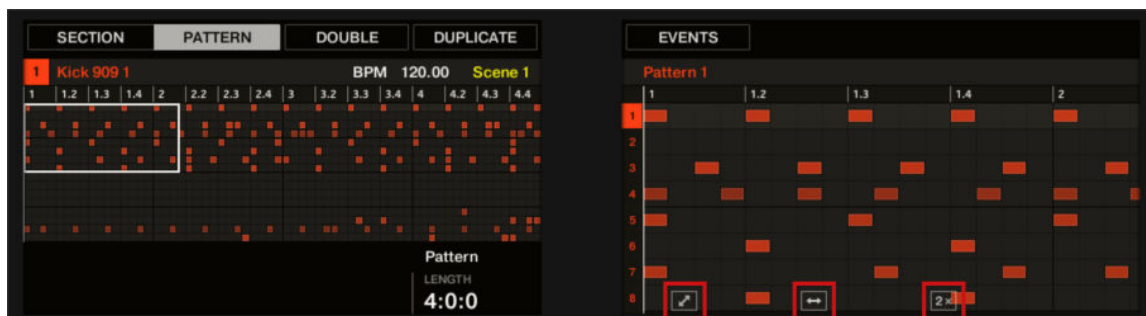 SECTION PATTERN DOUBLE DUPLICATE
1 Kick 909 1 BPM 120.00 Scene 1
1 1.2 1.3 1.4 2 2.2 2.3 2.4 3 3.2 3.3 3.4 4 4.2 4.3 4.4
Pattern
LENGTH
4:0:0
EVENTS
Pattern 1
1 1.2 1.3 1.4 2
1
2
3
4
5
6
7
8 2x